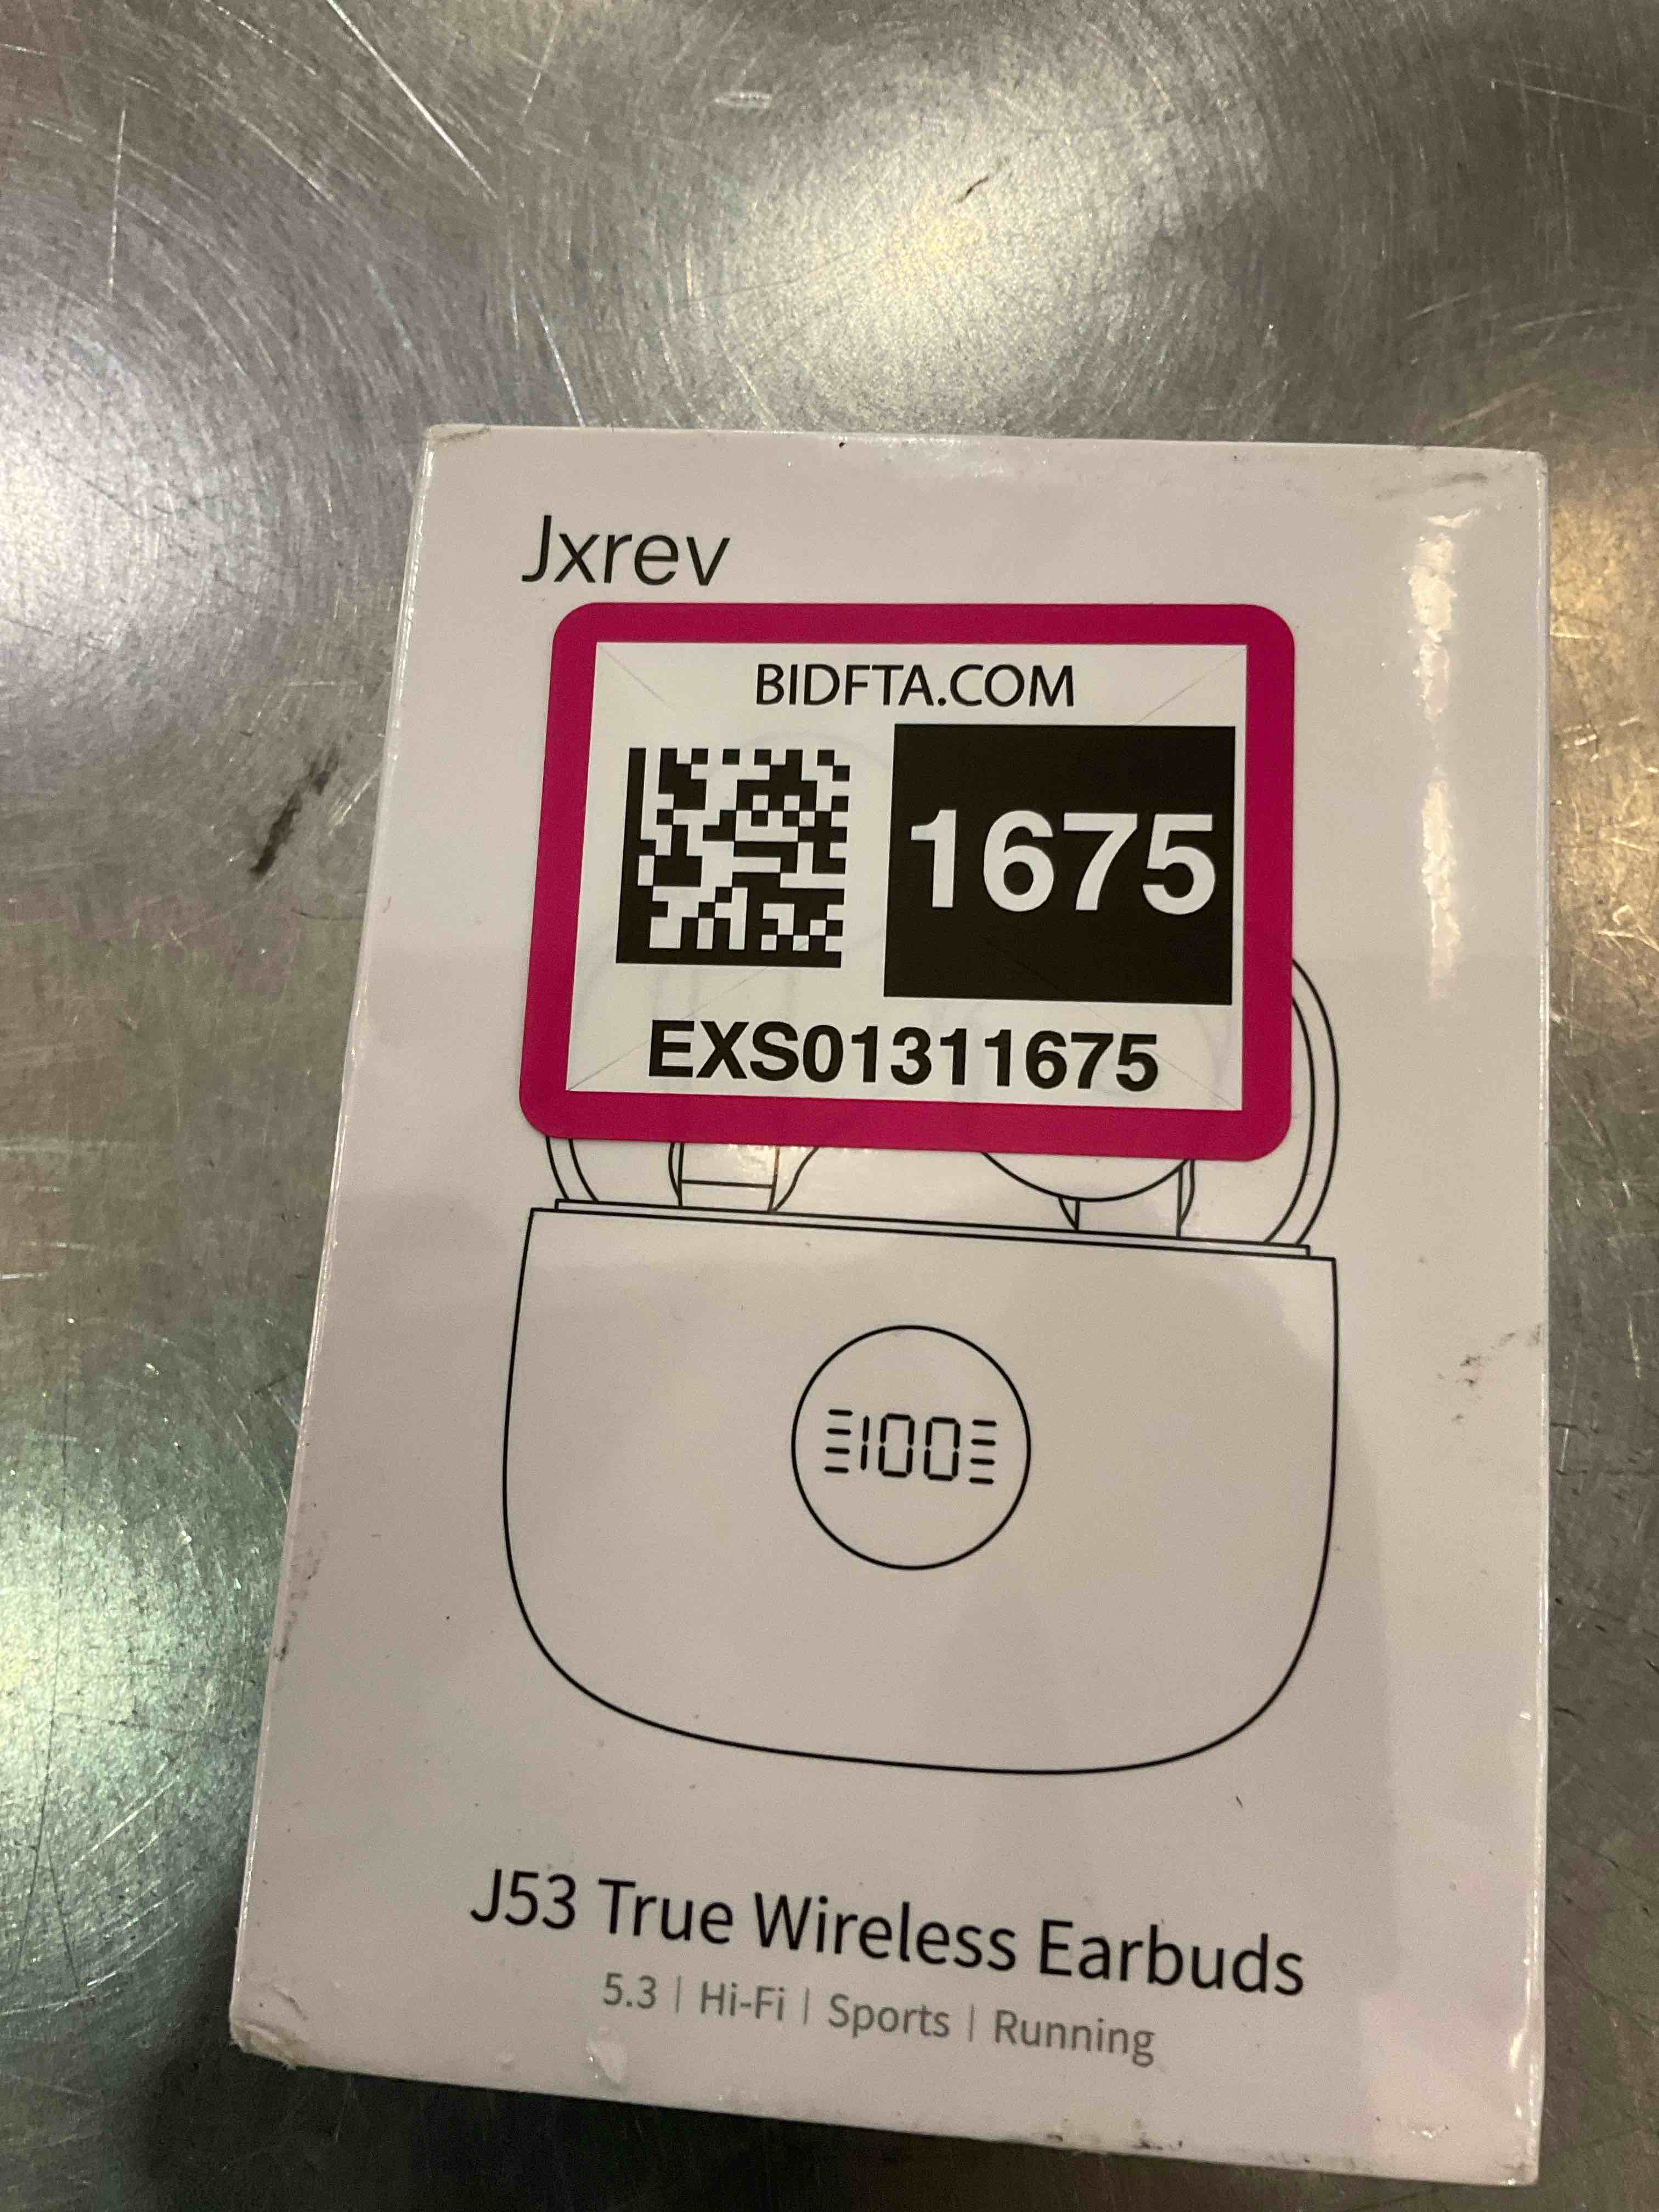 Jxrev
BIDFTA.COM
1675
EXS01311675
100
J53 True Wireless Earbuds
5.3 | Hi-Fi | Sports | Running